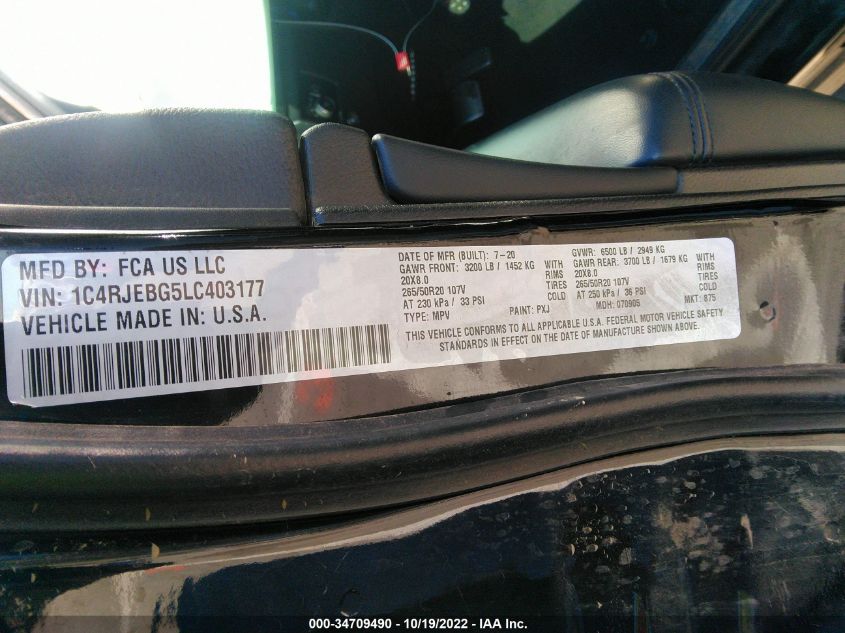 MFD BY: FCA US LLC
VIN: 1C4RJEBG5LC403177
VEHICLE MADE IN: U.S.A.
DATE OF MFR (BUILT): 7-20
GAWR FRONT: 3200 LB / 1452 KG WITH
20X8.0 RIMS
265/50R20 107V TIRES
AT 230 kPa / 33 PSI
TYPE: MPV PAINT: PXJ
GVWR: 6500 LB / 2949 KG
GAWR REAR: 3700 LB / 1679 KG WITH
20X8.0 RIMS
265/50R20 107V TIRES
AT 250 kPa / 36 PSI
MDH: 070906 MKT: 875
THIS VEHICLE CONFORMS TO ALL APPLICABLE U.S.A. FEDERAL MOTOR VEHICLE SAFETY
STANDARDS IN EFFECT ON THE DATE OF MANUFACTURE SHOWN ABOVE.
000-34709490 - 10/19/2022 - IAA Inc.